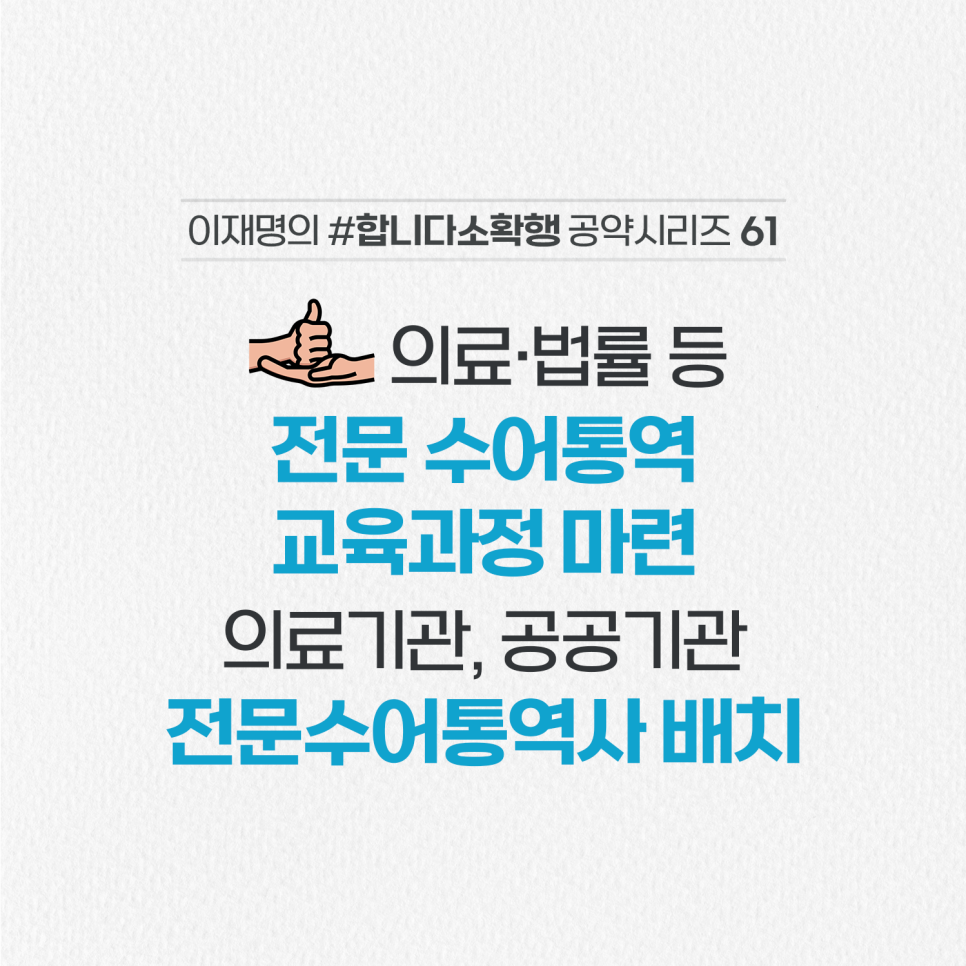 이재명의 #합니다소확행 공약시리즈 61
의료·법률 등
전문 수어통역
교육과정 마련
의료기관, 공공기관
전문수어통역사 배치